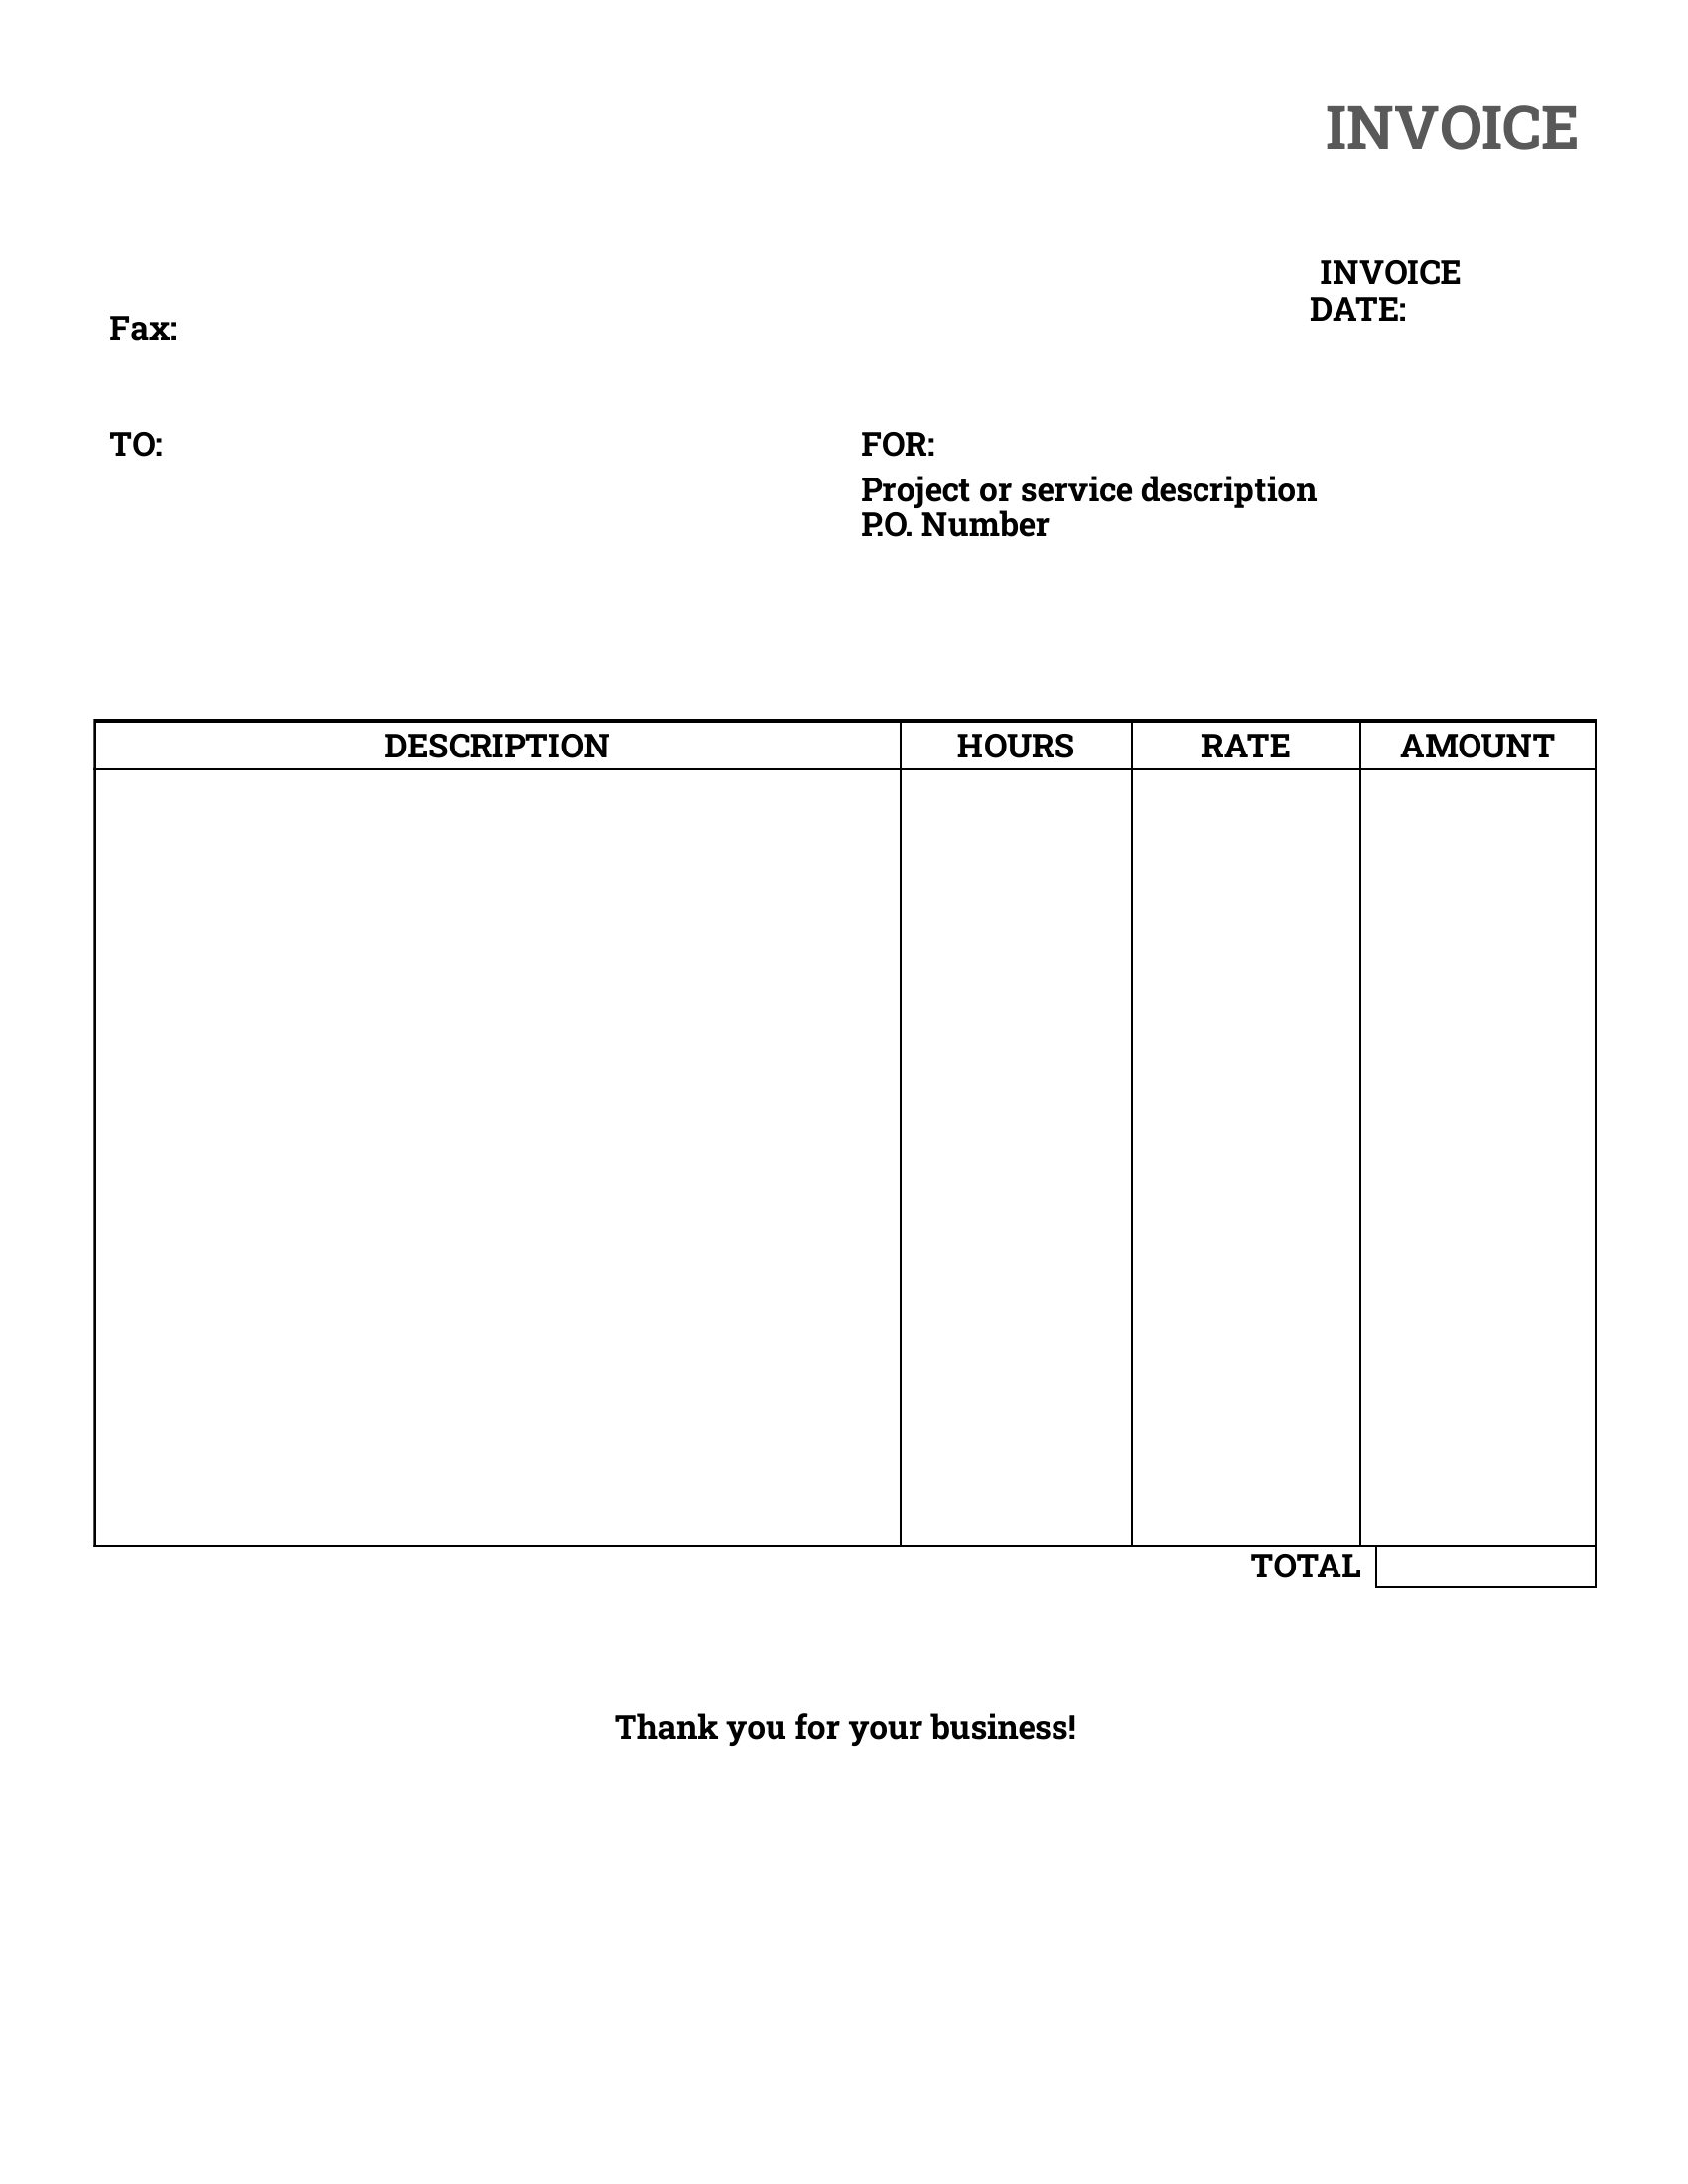 INVOICE
INVOICE
DATE:
Fax:
TO:
FOR:
Project or service description
P.O. Number
DESCRIPTION HOURS RATE AMOUNT
TOTAL
Thank you for your business!